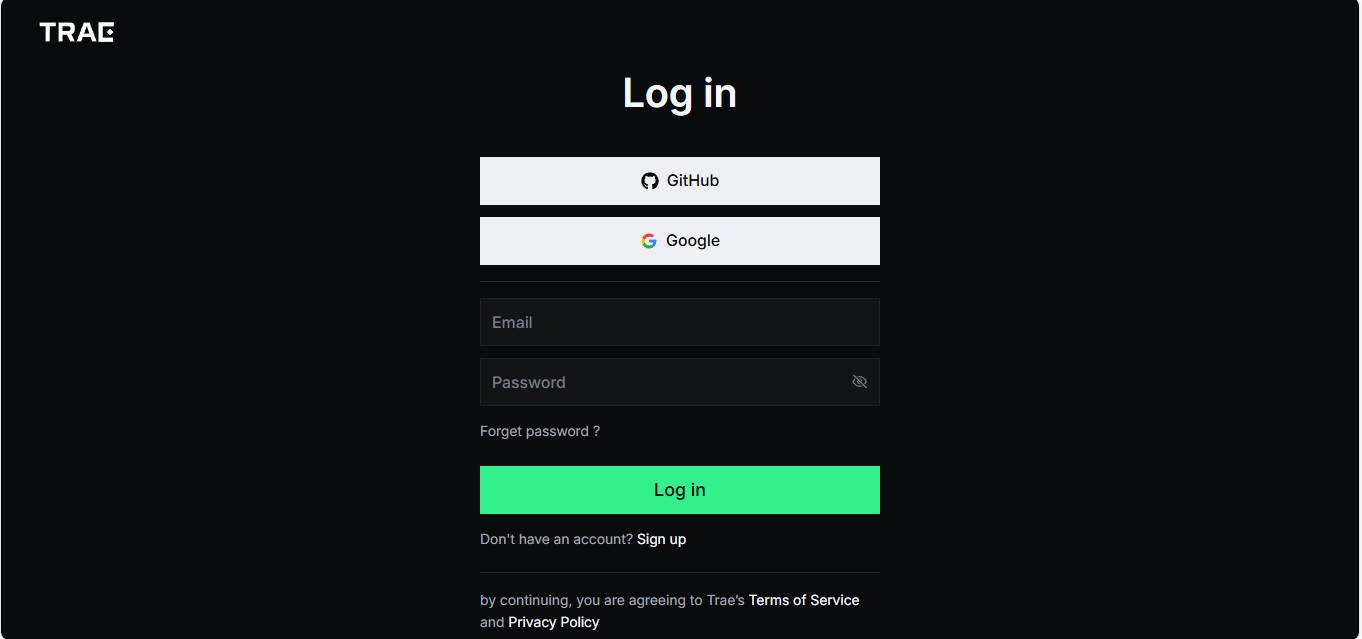 TRAE
Log in
GitHub
Google
Email
Password
Forget password ?
Log in
Don't have an account? Sign up
by continuing, you are agreeing to Trae’s Terms of Service
and Privacy Policy